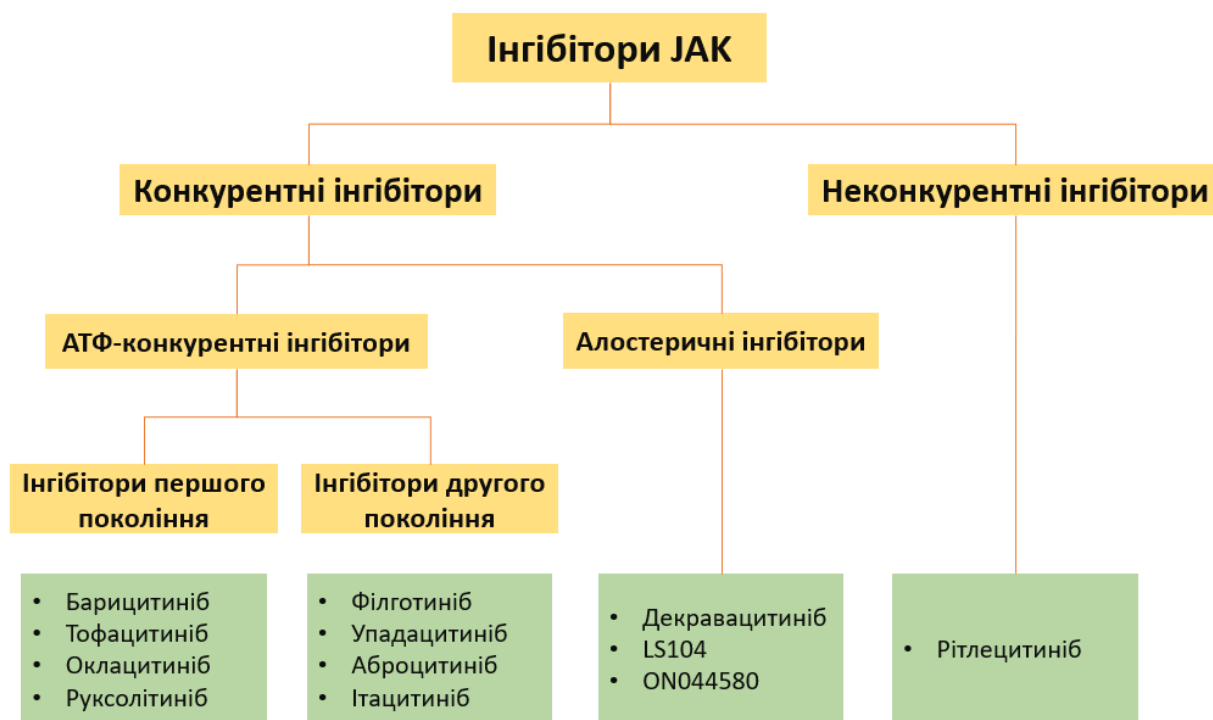 Інгібітори JAK
Конкурентні інгібітори
Неконкурентні інгібітори
АТФ-конкурентні інгібітори
Алостеричні інгібітори
Інгібітори першого
покоління
Інгібітори другого
покоління
• Барицитиніб
• Тофацитиніб
• Оклацитиніб
• Руксолітиніб
• Філготиніб
• Упадацитиніб
• Аброцитиніб
• Ітацитиніб
• Декравацитиніб
• LS104
• ON044580
• Рітлецитиніб